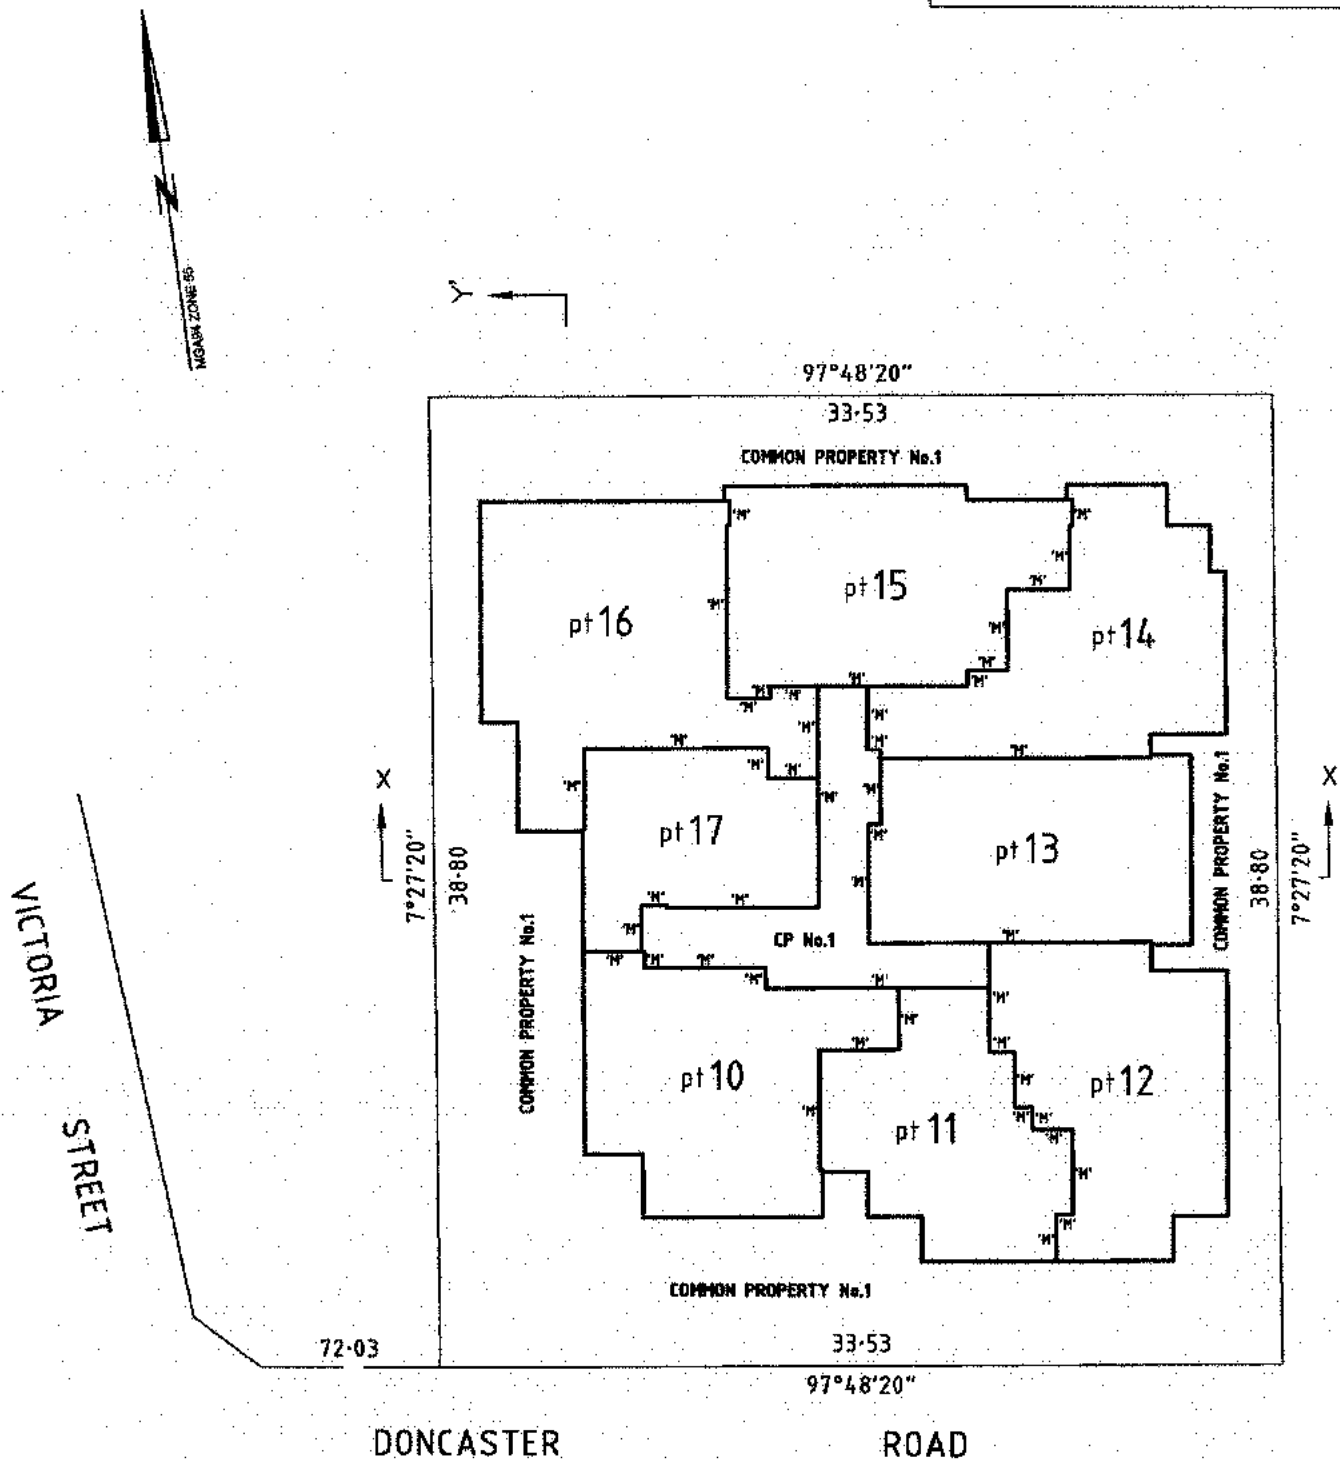 N
MGA94 ZONE 55
Y
97°48'20"
33·53
COMMON PROPERTY No.1
'M'
'M'
'M'
'M'
pt 15
'M'
pt 16
'M'
pt 14
'M'
'M'
'M'
'M'
'M'
'M'
'M'
'M'
'M'
'M'
'M'
'M'
'M'
'M'
X
'M'
'M'
'M'
X
COMMON PROPERTY No.1
pt 17
'M'
pt 13
7°27'20"
38·80
'M'
38·80
7°27'20"
'M'
'M'
'M'
CP No.1
'M'
'M'
'M'
'M'
'M'
'M'
'M'
COMMON PROPERTY No.1
'M'
'M'
'M'
'M'
pt 10
'M'
pt 12
'M'
'M'
'M'
pt 11
'M'
'M'
'M'
'M'
VICTORIA
STREET
COMMON PROPERTY No.1
72·03
33·53
97°48'20"
DONCASTER ROAD